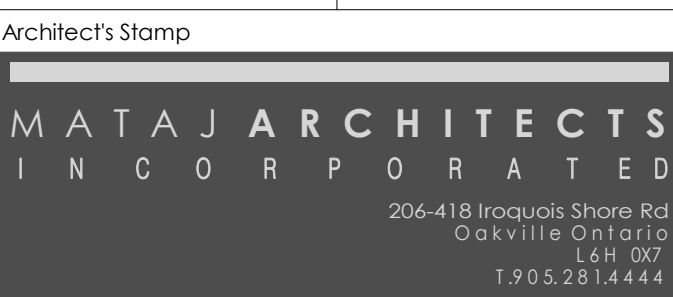 Architect's Stamp
MATAJ ARCHITECTS
INCORPORATED
206-418 Iroquois Shore Rd
Oakville Ontario
L6H 0X7
T.905.281.4444